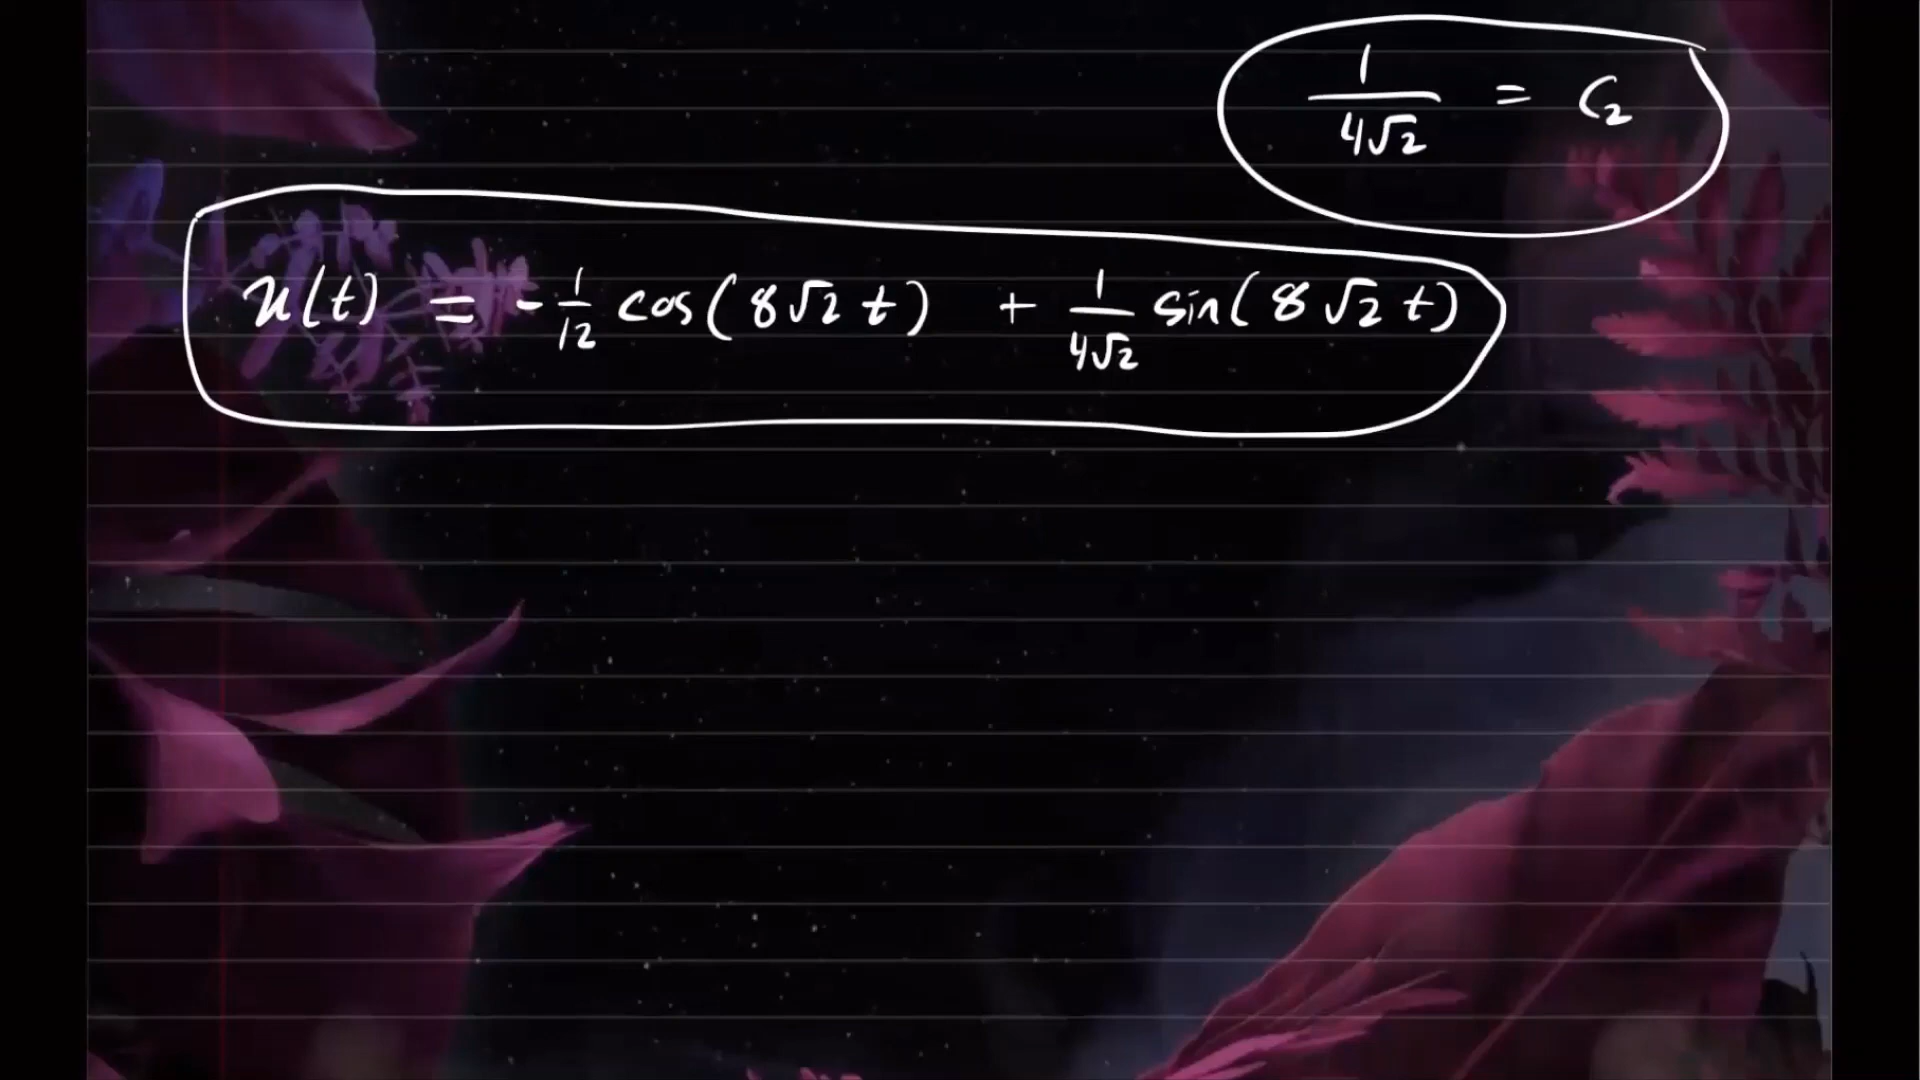 1/(4√2) = C₂
u(t) = -1/12 cos(8√2 t) + 1/(4√2) sin(8√2 t)